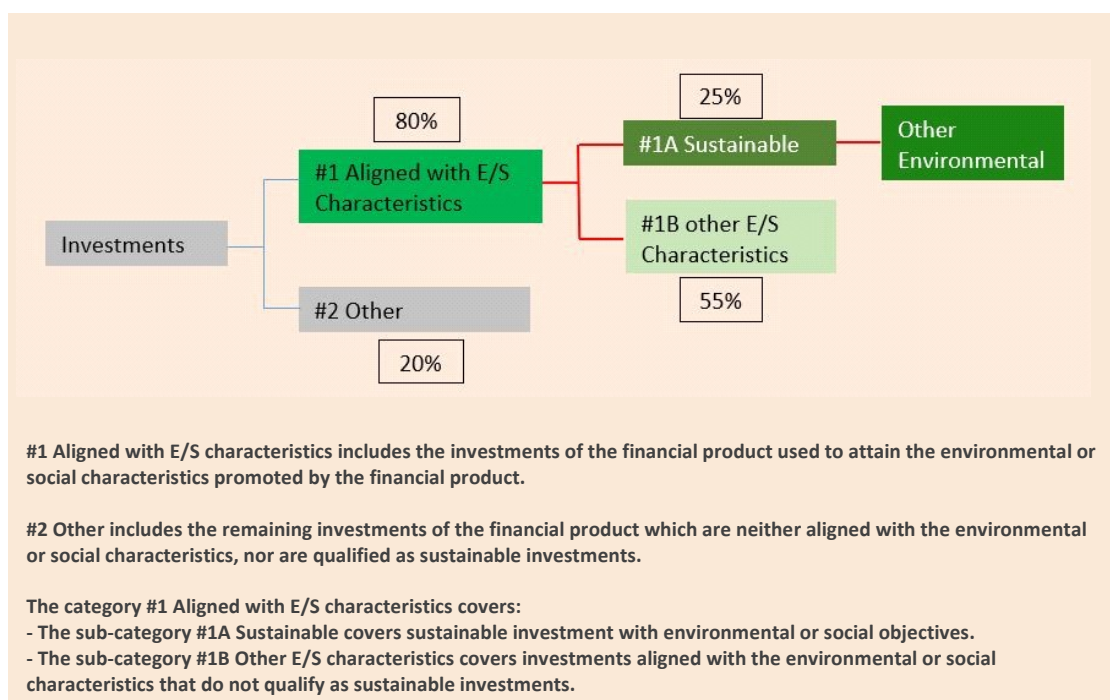 25%
80%
Other
Environmental
#1A Sustainable
#1 Aligned with E/S
Characteristics
#1B other E/S
Characteristics
Investments
55%
#2 Other
20%
#1 Aligned with E/S characteristics includes the investments of the financial product used to attain the environmental or
social characteristics promoted by the financial product.
#2 Other includes the remaining investments of the financial product which are neither aligned with the environmental
or social characteristics, nor are qualified as sustainable investments.
The category #1 Aligned with E/S characteristics covers:
- The sub-category #1A Sustainable covers sustainable investment with environmental or social objectives.
- The sub-category #1B Other E/S characteristics covers investments aligned with the environmental or social
characteristics that do not qualify as sustainable investments.